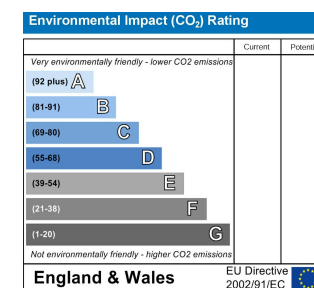 Environmental Impact (CO₂) Rating
Current Potenti
Very environmentally friendly - lower CO2 emissions
(92 plus) A
(81-91) B
(69-80) C
(55-68) D
(39-54) E
(21-38) F
(1-20) G
Not environmentally friendly - higher CO2 emissions
England & Wales
EU Directive
2002/91/EC